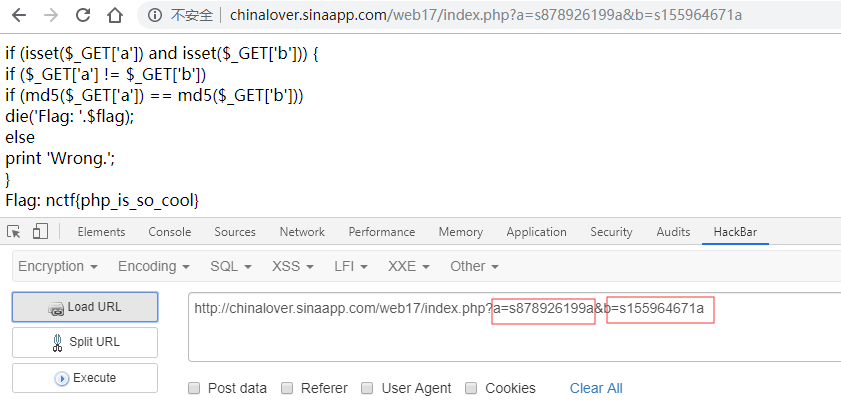 不安全 | chinalover.sinaapp.com/web17/index.php?a=s878926199a&b=s155964671a
if (isset($_GET['a']) and isset($_GET['b'])) {
if ($_GET['a'] != $_GET['b'])
if (md5($_GET['a']) == md5($_GET['b']))
die('Flag: '.$flag);
else
print 'Wrong.';
}
Flag: nctf{php_is_so_cool}
Elements Console Sources Network Performance Memory Application Security Audits HackBar
Encryption Encoding SQL XSS LFI XXE Other
Load URL
http://chinalover.sinaapp.com/web17/index.php?a=s878926199a&b=s155964671a
Split URL
Execute
Post data Referer User Agent Cookies Clear All